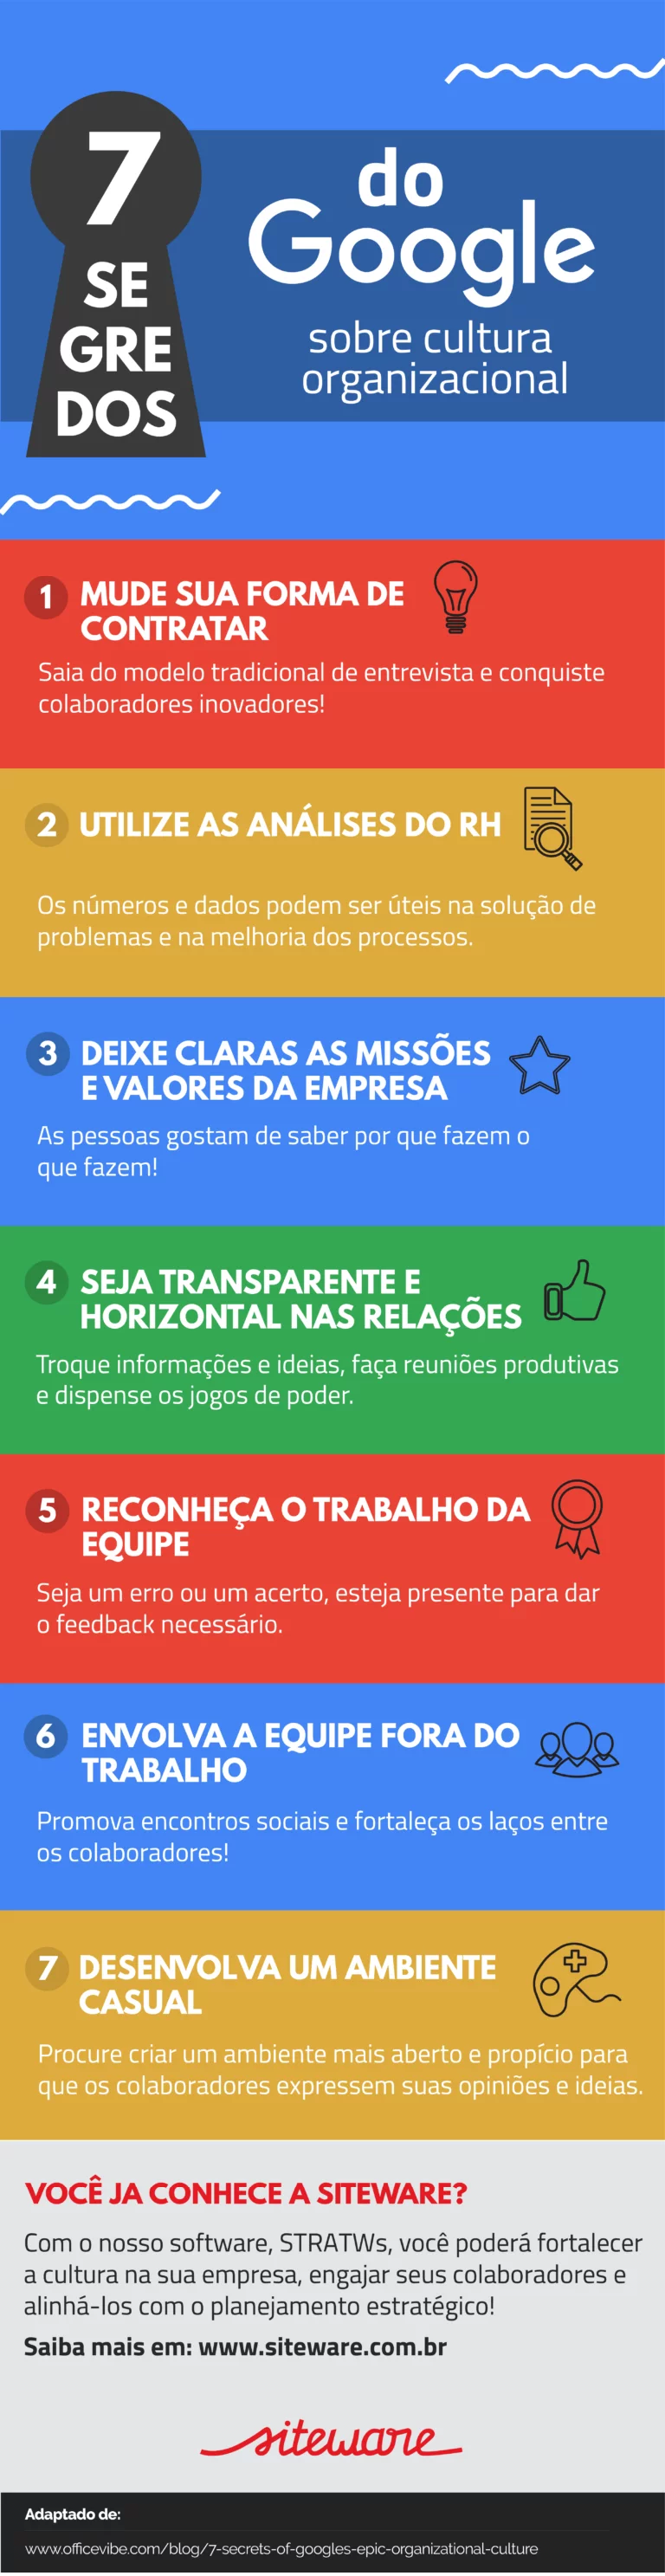 7
SE
GRE
DOS
do
Google
sobre cultura
organizacional
1 MUDE SUA FORMA DE
CONTRATAR
Saia do modelo tradicional de entrevista e conquiste
colaboradores inovadores!
2 UTILIZE AS ANÁLISES DO RH
Os números e dados podem ser úteis na solução de
problemas e na melhoria dos processos.
3 DEIXE CLARAS AS MISSÕES
E VALORES DA EMPRESA
As pessoas gostam de saber por que fazem o
que fazem!
4 SEJA TRANSPARENTE E
HORIZONTAL NAS RELAÇÕES
Troque informações e ideias, faça reuniões produtivas
e dispense os jogos de poder.
5 RECONHEÇA O TRABALHO DA
EQUIPE
Seja um erro ou um acerto, esteja presente para dar
o feedback necessário.
6 ENVOLVA A EQUIPE FORA DO
TRABALHO
Promova encontros sociais e fortaleça os laços entre
os colaboradores!
7 DESENVOLVA UM AMBIENTE
CASUAL
Procure criar um ambiente mais aberto e propício para
que os colaboradores expressem suas opiniões e ideias.
VOCÊ JA CONHECE A SITEWARE?
Com o nosso software, STRATWs, você poderá fortalecer
a cultura na sua empresa, engajar seus colaboradores e
alinhá-los com o planejamento estratégico!
Saiba mais em: www.siteware.com.br
siteware
Adaptado de:
www.officevibe.com/blog/7-secrets-of-googles-epic-organizational-culture